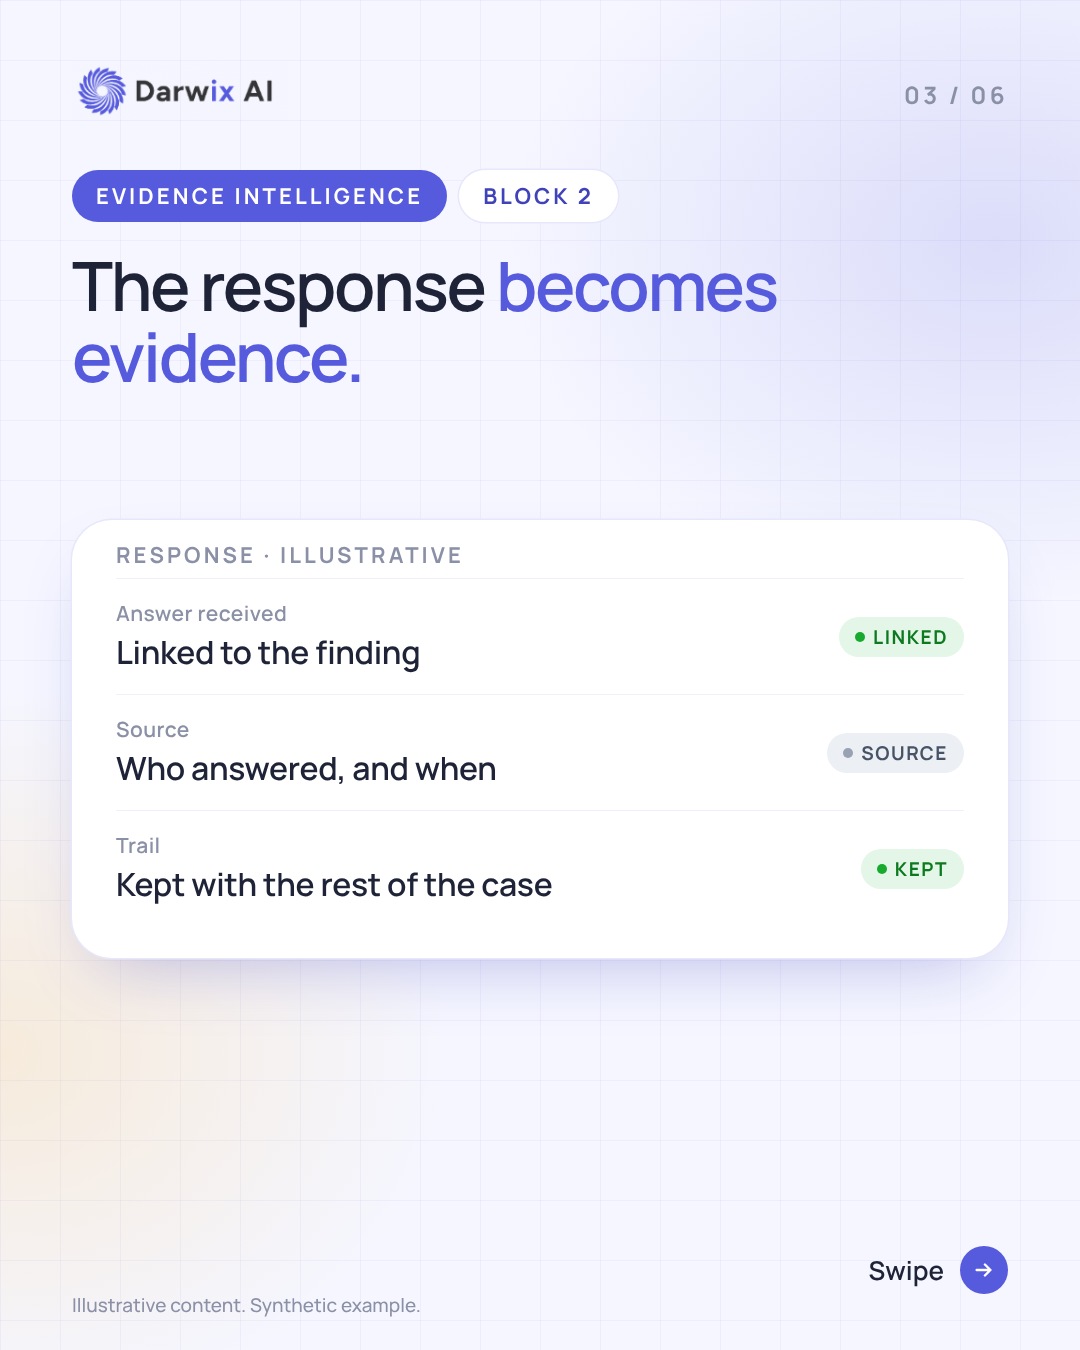 Darwix AI
03 / 06
EVIDENCE INTELLIGENCE
BLOCK 2
The response becomes
evidence.
RESPONSE · ILLUSTRATIVE
Answer received
Linked to the finding
LINKED
Source
Who answered, and when
SOURCE
Trail
Kept with the rest of the case
KEPT
Swipe
Illustrative content. Synthetic example.